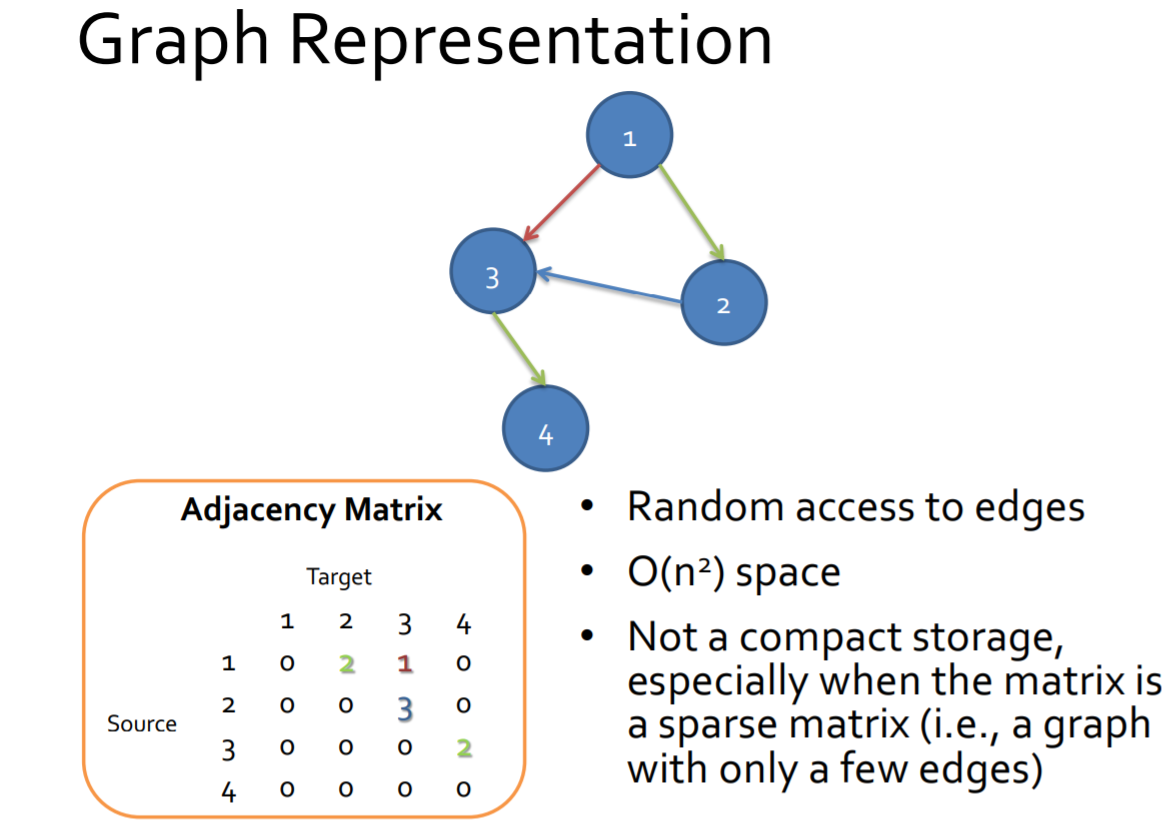 Graph Representation
1
3
2
4
Adjacency Matrix
Target
1 2 3 4
1 0 2 1 0
2 0 0 3 0
Source
3 0 0 0 2
4 0 0 0 0
• Random access to edges
• O(n²) space
• Not a compact storage,
especially when the matrix is
a sparse matrix (i.e., a graph
with only a few edges)